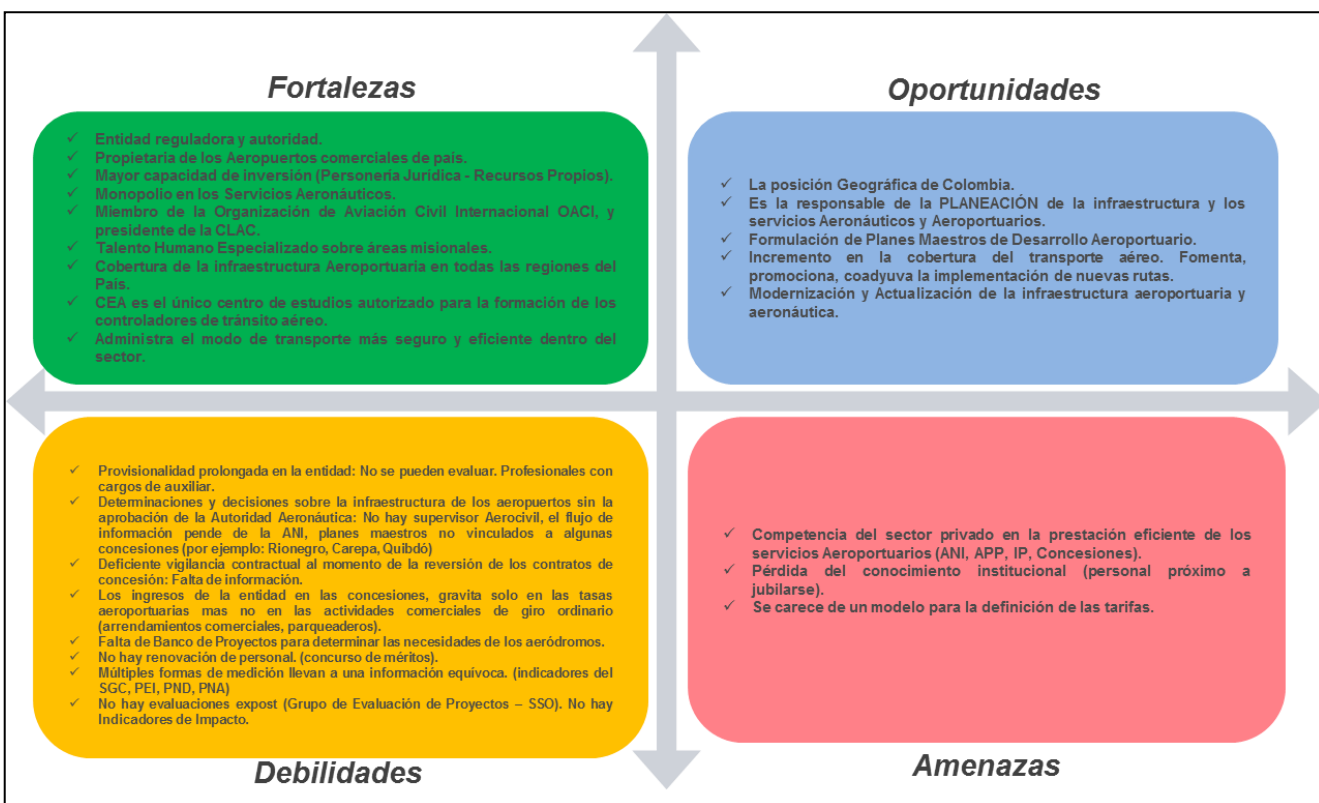 Fortalezas
✓ Entidad reguladora y autoridad.
✓ Propietaria de los Aeropuertos comerciales de país.
✓ Mayor capacidad de inversión (Personería Jurídica - Recursos Propios).
✓ Monopolio en los Servicios Aeronáuticos.
✓ Miembro de la Organización de Aviación Civil Internacional OACI, y
presidente de la CLAC.
✓ Talento Humano Especializado sobre áreas misionales.
✓ Cobertura de la infraestructura Aeroportuaria en todas las regiones del
País.
✓ CEA es el único centro de estudios autorizado para la formación de los
controladores de tránsito aéreo.
✓ Administra el modo de transporte más seguro y eficiente dentro del
sector.
Oportunidades
✓ La posición Geográfica de Colombia.
✓ Es la responsable de la PLANEACIÓN de la infraestructura y los
servicios Aeronáuticos y Aeroportuarios.
✓ Formulación de Planes Maestros de Desarrollo Aeroportuario.
✓ Incremento en la cobertura del transporte aéreo. Fomenta,
promociona, coadyuva la implementación de nuevas rutas.
✓ Modernización y Actualización de la infraestructura aeroportuaria y
aeronáutica.
✓ Provisionalidad prolongada en la entidad: No se pueden evaluar. Profesionales con
cargos de auxiliar.
✓ Determinaciones y decisiones sobre la infraestructura de los aeropuertos sin la
aprobación de la Autoridad Aeronáutica: No hay supervisor Aerocivil, el flujo de
información pende de la ANI, planes maestros no vinculados a algunas
concesiones (por ejemplo: Rionegro, Carepa, Quibdó)
✓ Deficiente vigilancia contractual al momento de la reversión de los contratos de
concesión: Falta de información.
✓ Los ingresos de la entidad en las concesiones, gravita solo en las tasas
aeroportuarias mas no en las actividades comerciales de giro ordinario
(arrendamientos comerciales, parqueaderos).
✓ Falta de Banco de Proyectos para determinar las necesidades de los aeródromos.
✓ No hay renovación de personal. (concurso de méritos).
✓ Múltiples formas de medición llevan a una información equívoca. (indicadores del
SGC, PEI, PND, PNA)
✓ No hay evaluaciones expost (Grupo de Evaluación de Proyectos – SSO). No hay
Indicadores de Impacto.
Debilidades
✓ Competencia del sector privado en la prestación eficiente de los
servicios Aeroportuarios (ANI, APP, IP, Concesiones).
✓ Pérdida del conocimiento institucional (personal próximo a
jubilarse).
✓ Se carece de un modelo para la definición de las tarifas.
Amenazas